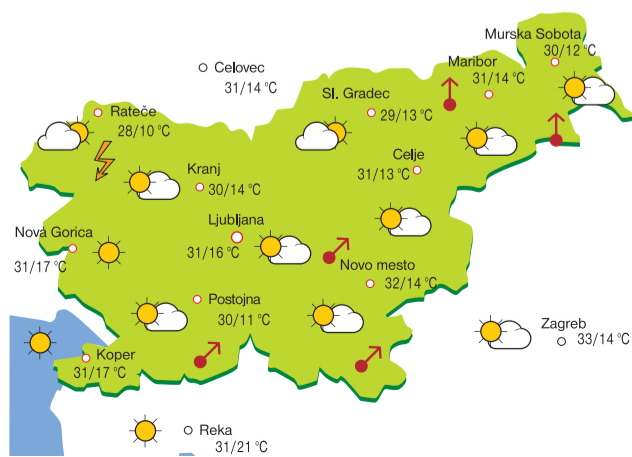 Murska Sobota
30/12 °C
Maribor
31/14 °C
Celovec
31/14 °C
Sl. Gradec
29/13 °C
Rateče
28/10 °C
Celje
31/13 °C
Kranj
30/14 °C
Ljubljana
31/16 °C
Nova Gorica
31/17 °C
Novo mesto
32/14 °C
Postojna
30/11 °C
Zagreb
33/14 °C
Koper
31/17 °C
Reka
31/21 °C